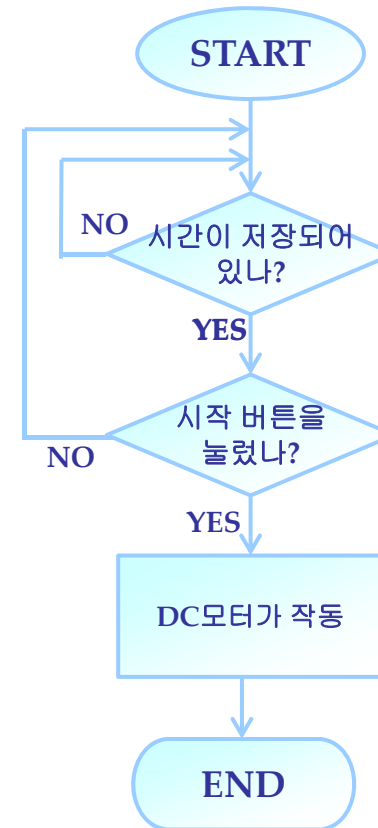 START
NO
시간이 저장되어
있나?
YES
시작 버튼을
눌렀나?
NO
YES
DC모터가 작동
END